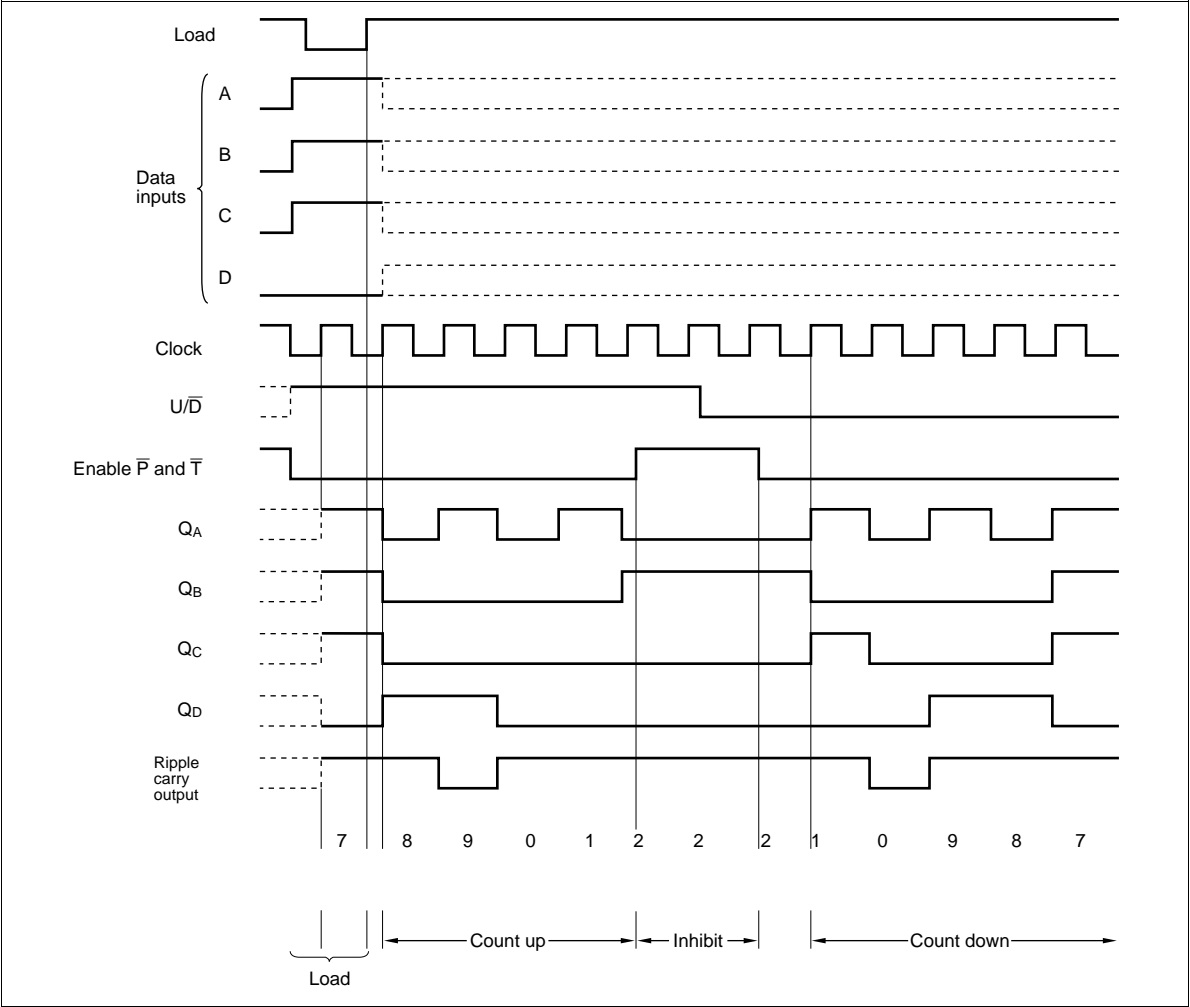 Load
A
B
Data
inputs
C
D
Clock
U/D̅
Enable P̅ and T̅
QA
QB
QC
QD
Ripple
carry
output
7 8 9 0 1 2 2 2 1 0 9 8 7
Count up Inhibit Count down
Load